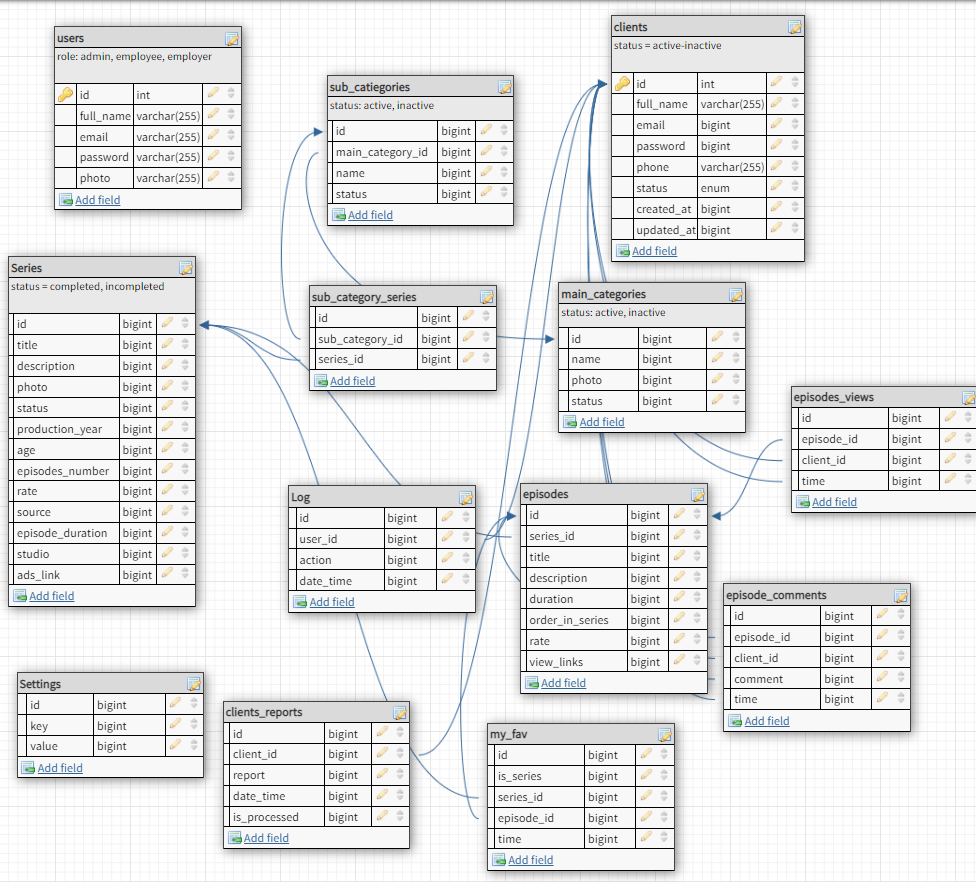 users
role: admin, employee, employer
id int
full_name varchar(255)
email varchar(255)
password varchar(255)
photo varchar(255)
Add field
sub_catiegories
status: active, inactive
id bigint
main_category_id bigint
name bigint
status bigint
Add field
clients
status = active-inactive
id int
full_name varchar(255)
email bigint
password bigint
phone varchar(255)
status enum
created_at bigint
updated_at bigint
Add field
Series
status = completed, incompleted
id bigint
title bigint
description bigint
photo bigint
status bigint
production_year bigint
age bigint
episodes_number bigint
rate bigint
source bigint
episode_duration bigint
studio bigint
ads_link bigint
Add field
sub_category_series
id bigint
sub_category_id bigint
series_id bigint
Add field
main_categories
status: active, inactive
id bigint
name bigint
photo bigint
status bigint
Add field
episodes_views
id bigint
episode_id bigint
client_id bigint
time bigint
Add field
Log
id bigint
user_id bigint
action bigint
date_time bigint
Add field
episodes
id bigint
series_id bigint
title bigint
description bigint
duration bigint
order_in_series bigint
rate bigint
view_links bigint
Add field
episode_comments
id bigint
episode_id bigint
client_id bigint
comment bigint
time bigint
Add field
Settings
id bigint
key bigint
value bigint
Add field
clients_reports
id bigint
client_id bigint
report bigint
date_time bigint
is_processed bigint
Add field
my_fav
id bigint
is_series bigint
series_id bigint
episode_id bigint
time bigint
Add field